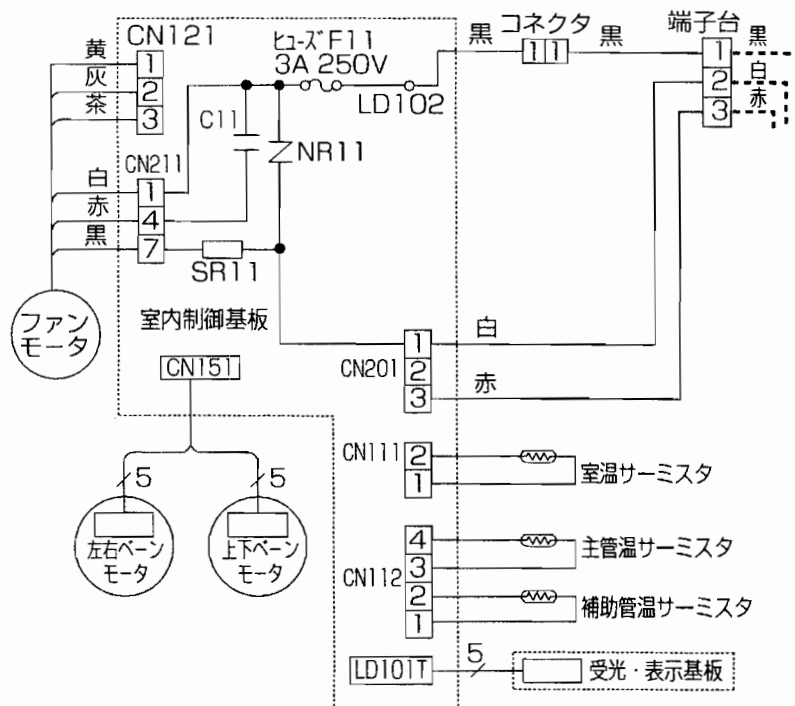 黄
灰
茶
CN121
1
2
3
ヒューズF11
3A 250V
LD102
C11
NR11
黒
コネクタ
1 1
黒
端子台
1
2
3
黒
白
赤
白
赤
黒
CN211
1
4
7
SR11
ファン
モータ
室内制御基板
CN151
5
5
左右ベーン
モータ
上下ベーン
モータ
CN201
1
2
3
白
赤
CN111
2
1
室温サーミスタ
CN112
4
3
2
1
主管温サーミスタ
補助管温サーミスタ
LD101T
5
受光・表示基板